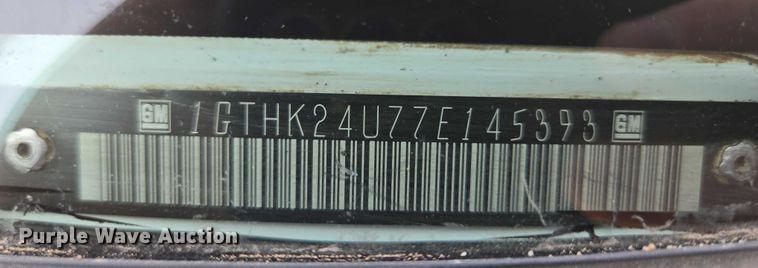 GM 1GTHK24U77E145393 GM
Purple Wave Auction